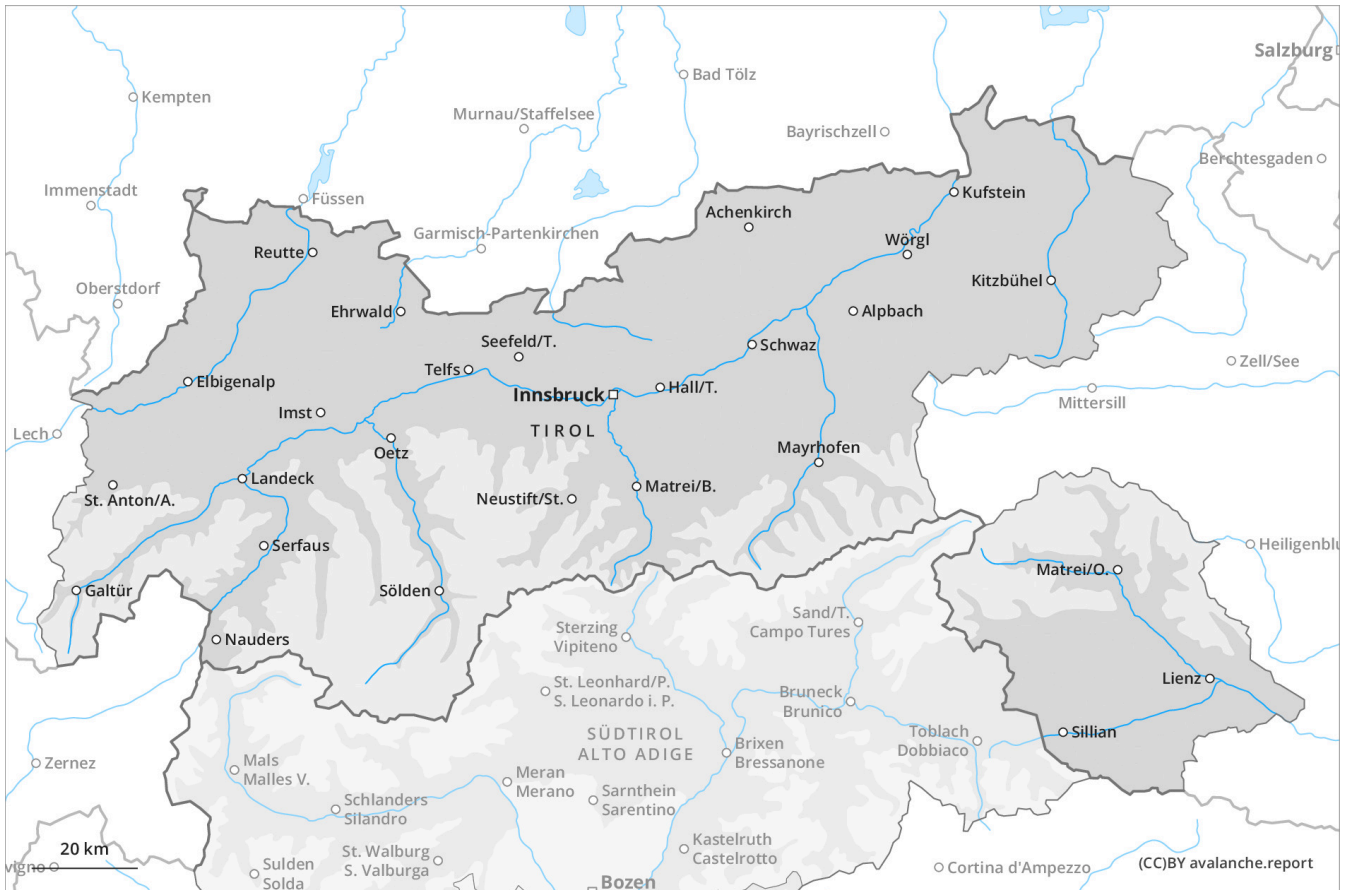 Salzburg
Bad Tölz
Kempten
Murnau/Staffelsee
Bayrischzell
Berchtesgaden
Immenstadt
Füssen
Kufstein
Achenkirch
Garmisch-Partenkirchen
Wörgl
Reutte
Kitzbühel
Oberstdorf
Ehrwald
Alpbach
Seefeld/T.
Schwaz
Zell/See
Telfs
Elbigenalp
Hall/T.
Innsbruck
Mittersill
Imst
TIROL
Lech
Oetz
Mayrhofen
Landeck
Matrei/B.
St. Anton/A.
Neustift/St.
Serfaus
Heiligenblu
Matrei/O.
Galtür
Sölden
Sand/T.
Campo Tures
Nauders
Sterzing
Vipiteno
Lienz
St. Leonhard/P.
S. Leonardo i. P.
Bruneck
Brunico
Sillian
SÜDTIROL
ALTO ADIGE
Toblach
Dobbiaco
Brixen
Bressanone
Zernez
Mals
Malles V.
Meran
Merano
Sarnthein
Sarentino
Schlanders
Silandro
Kastelruth
Castelrotto
20 km
St. Walburg
S. Valburga
vigno
Sulden
Solda
Cortina d'Ampezzo
(CC)BY avalanche.report
Bozen